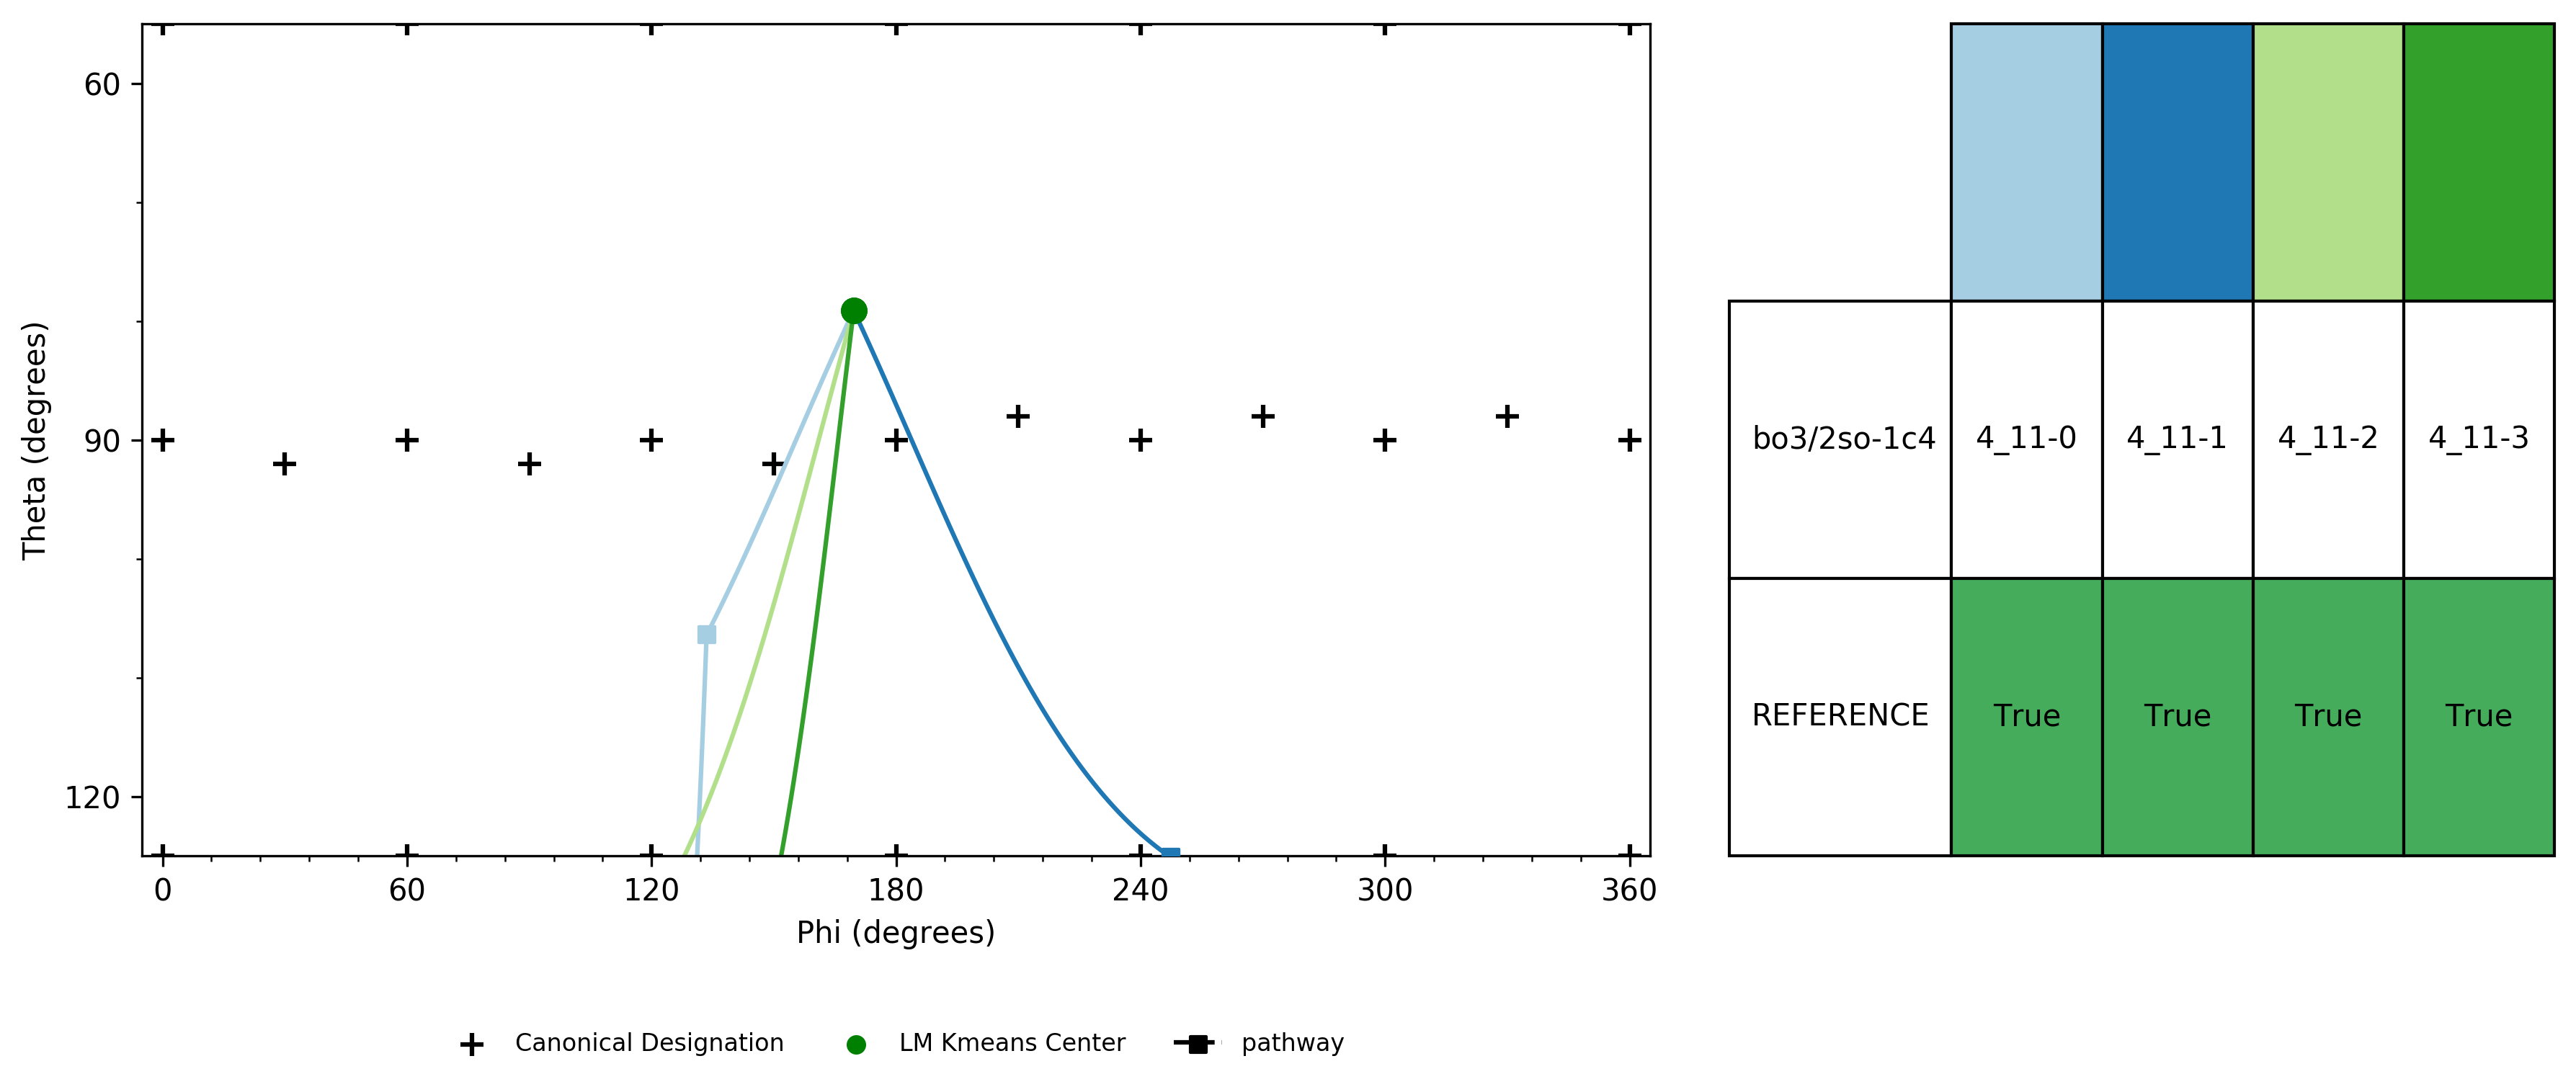 60
90
120
Theta (degrees)
0 60 120 180 240 300 360
Phi (degrees)
Canonical Designation LM Kmeans Center pathway
bo3/2so-1c4 4_11-0 4_11-1 4_11-2 4_11-3
REFERENCE True True True True